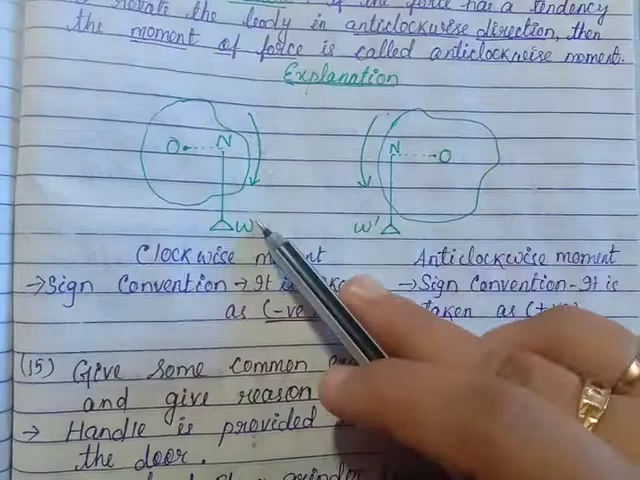 rotate the body in anticlockwise direction, then
the moment of force is called anticlockwise moment.
Explanation
O N
N O
W
W'
Clockwise
Anticlockwise moment
→ Sign Convention → It is
→ Sign Convention - It is
as (-ve
taken as (+ve
(15) Give some common
and give reason
→ Handle is provided
the door.